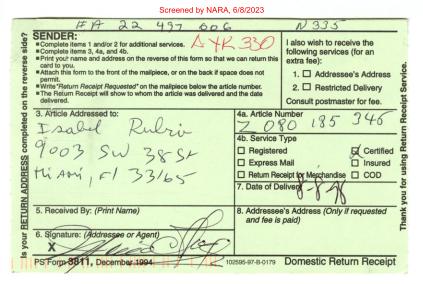 Screened by NARA, 6/8/2023
FA 22 497 006 N335
Is your RETURN ADDRESS completed on the reverse side?
SENDER: AYR 330
■Complete items 1 and/or 2 for additional services.
■Complete items 3, 4a, and 4b.
■Print your name and address on the reverse of this form so that we can return this card to you.
■Attach this form to the front of the mailpiece, or on the back if space does not permit.
■Write "Return Receipt Requested" on the mailpiece below the article number.
■The Return Receipt will show to whom the article was delivered and the date delivered.
I also wish to receive the following services (for an extra fee):
1. ☐ Addressee's Address
2. ☐ Restricted Delivery
Consult postmaster for fee.
3. Article Addressed to:
Isabel Rubio
9003 SW 38 St
Miami, Fl 33165
4a. Article Number
Z 080 185 346
4b. Service Type
☐ Registered ☑ Certified
☐ Express Mail ☐ Insured
☐ Return Receipt for Merchandise ☐ COD
7. Date of Delivery
8-8-98
5. Received By: (Print Name)
8. Addressee's Address (Only if requested and fee is paid)
6. Signature: (Addressee or Agent)
X
PS Form 3811, December 1994 102595-97-B-0179 Domestic Return Receipt
Thank you for using Return Receipt Service.